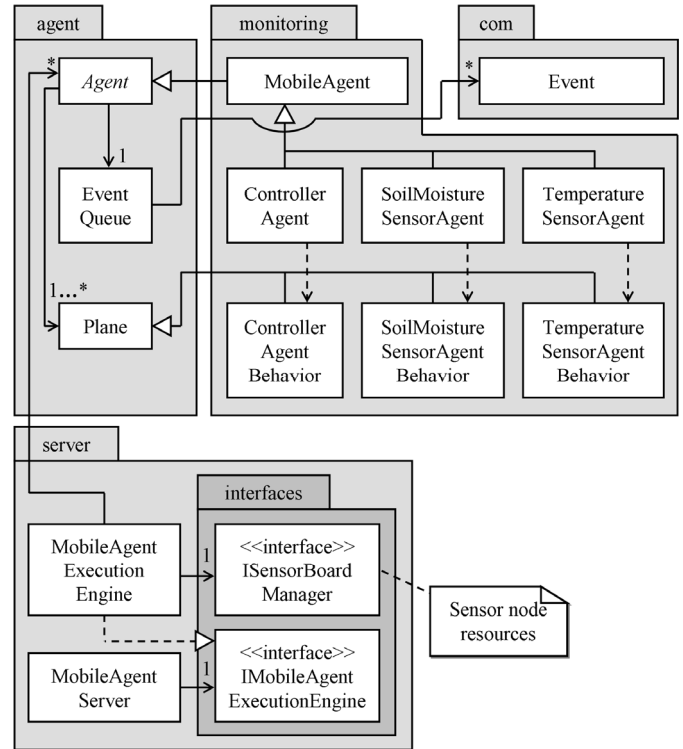 agent
monitoring
com
*
Agent
MobileAgent
*
Event
1
Event
Queue
Controller
Agent
SoilMoisture
SensorAgent
Temperature
SensorAgent
1...*
Plane
Controller
Agent
Behavior
SoilMoisture
SensorAgent
Behavior
Temperature
SensorAgent
Behavior
server
interfaces
MobileAgent
Execution
Engine
1
<<interface>>
ISensorBoard
Manager
Sensor node
resources
MobileAgent
Server
1
<<interface>>
IMobileAgent
ExecutionEngine